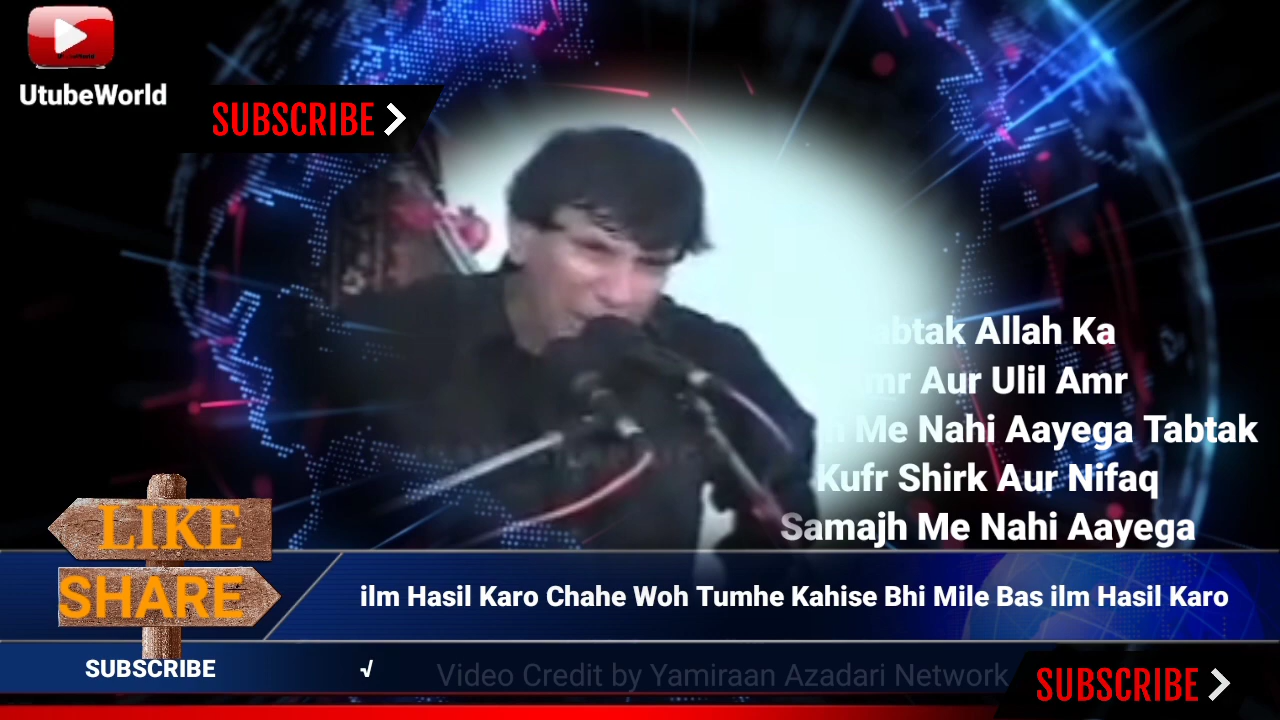 UtubeWorld
SUBSCRIBE
Allah Ka
Aur Ulil Amr
Me Nahi Aayega Tabtak
Kufr Shirk Aur Nifaq
Samajh Me Nahi Aayega
LIKE
SHARE
ilm Hasil Karo Chahe Woh Tumhe Kahise Bhi Mile Bas ilm Hasil Karo
SUBSCRIBE
√
Video Credit by Yamiraan Azadari Network
SUBSCRIBE